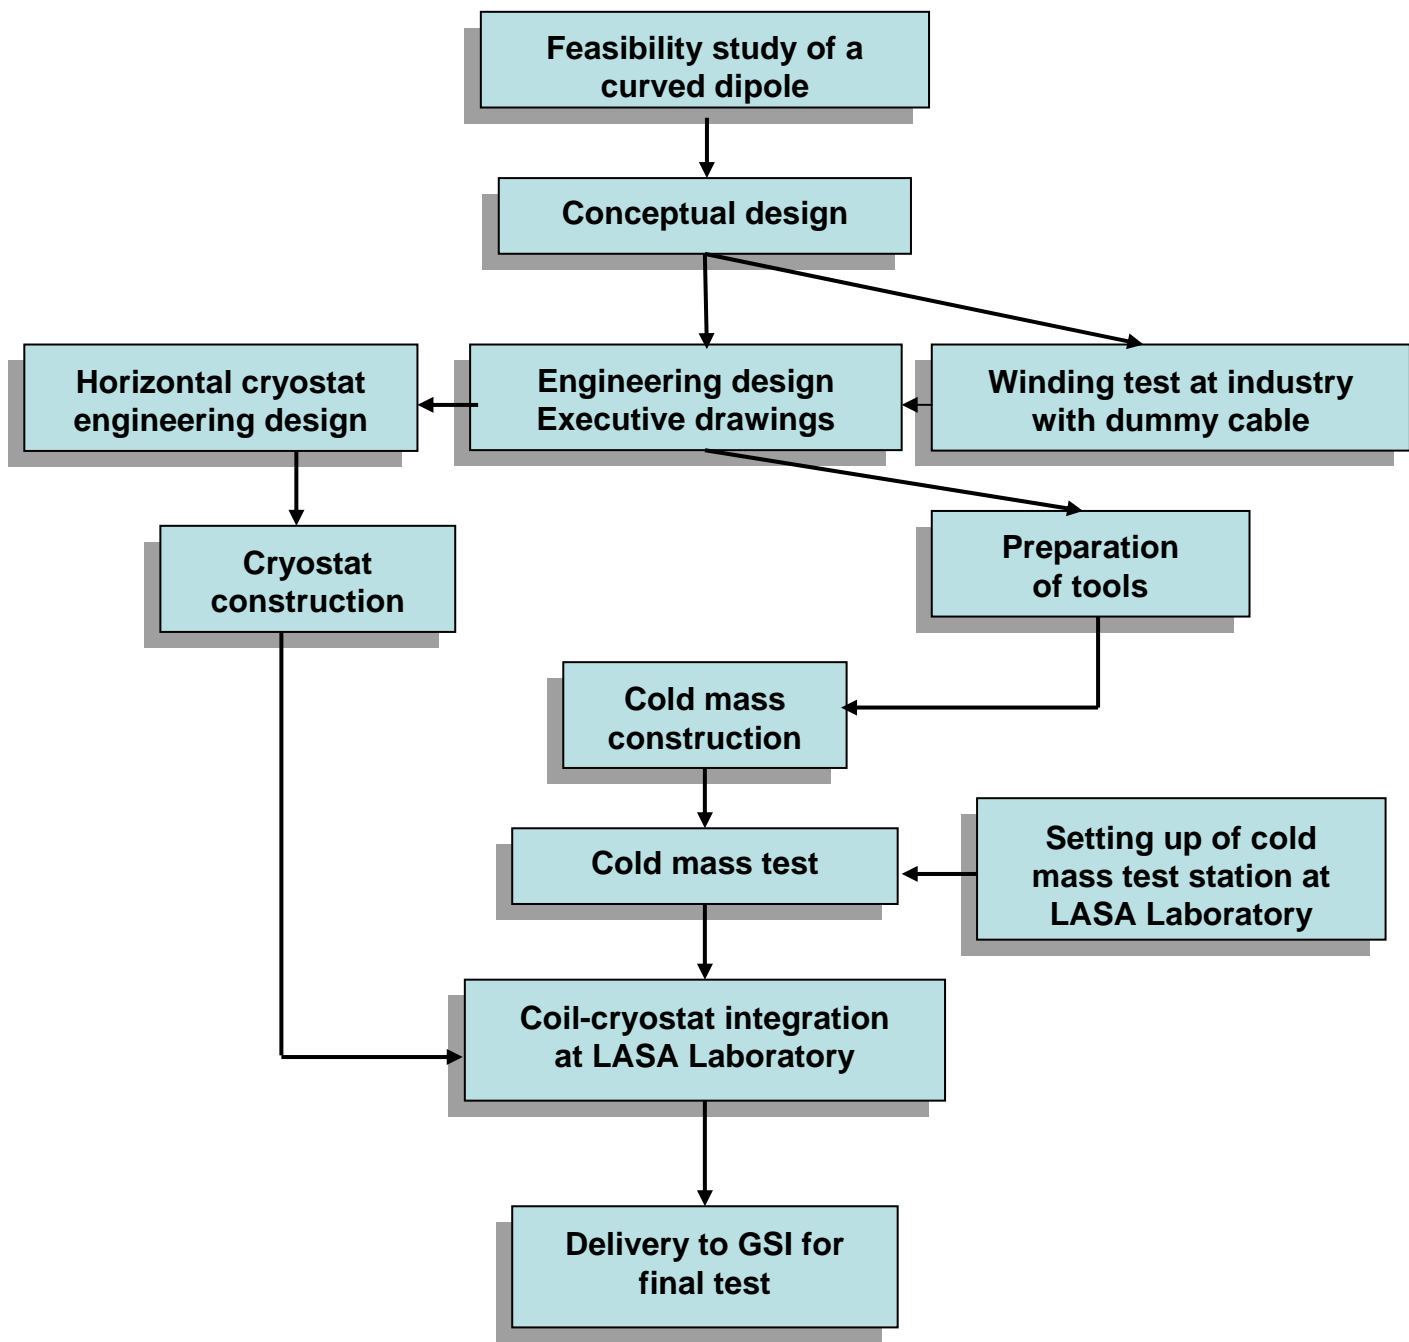 Feasibility study of a
curved dipole
Conceptual design
Horizontal cryostat
engineering design
Engineering design
Executive drawings
Winding test at industry
with dummy cable
Cryostat
construction
Preparation
of tools
Cold mass
construction
Cold mass test
Setting up of cold
mass test station at
LASA Laboratory
Coil-cryostat integration
at LASA Laboratory
Delivery to GSI for
final test